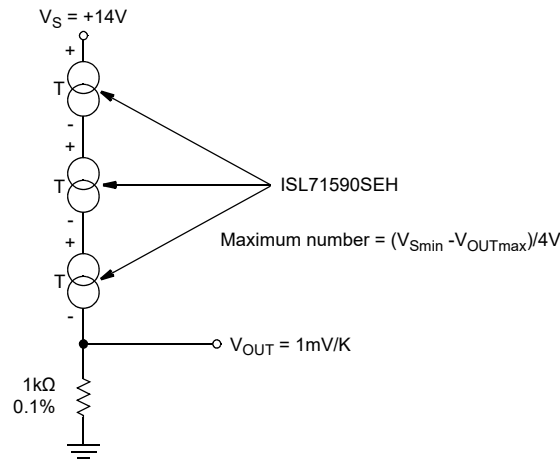 V_S = +14V
+
T
-
+
T
-
ISL71590SEH
+
Maximum number = (V_Smin -V_OUTmax)/4V
T
-
V_OUT = 1mV/K
1kΩ
0.1%